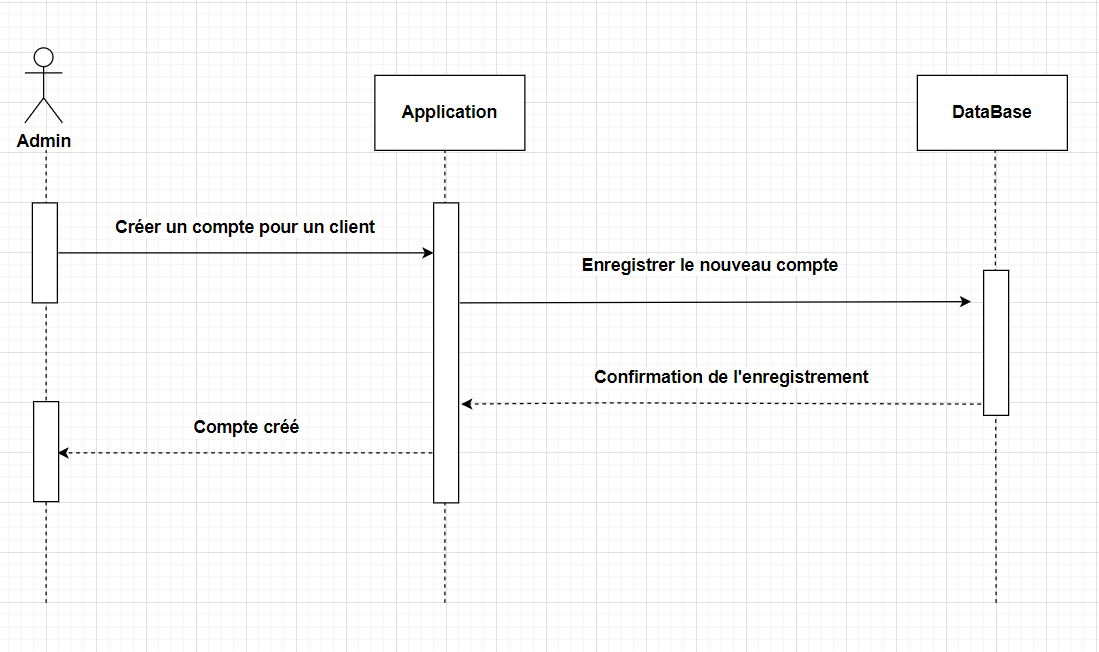 Admin
Application
DataBase
Créer un compte pour un client
Enregistrer le nouveau compte
Confirmation de l'enregistrement
Compte créé